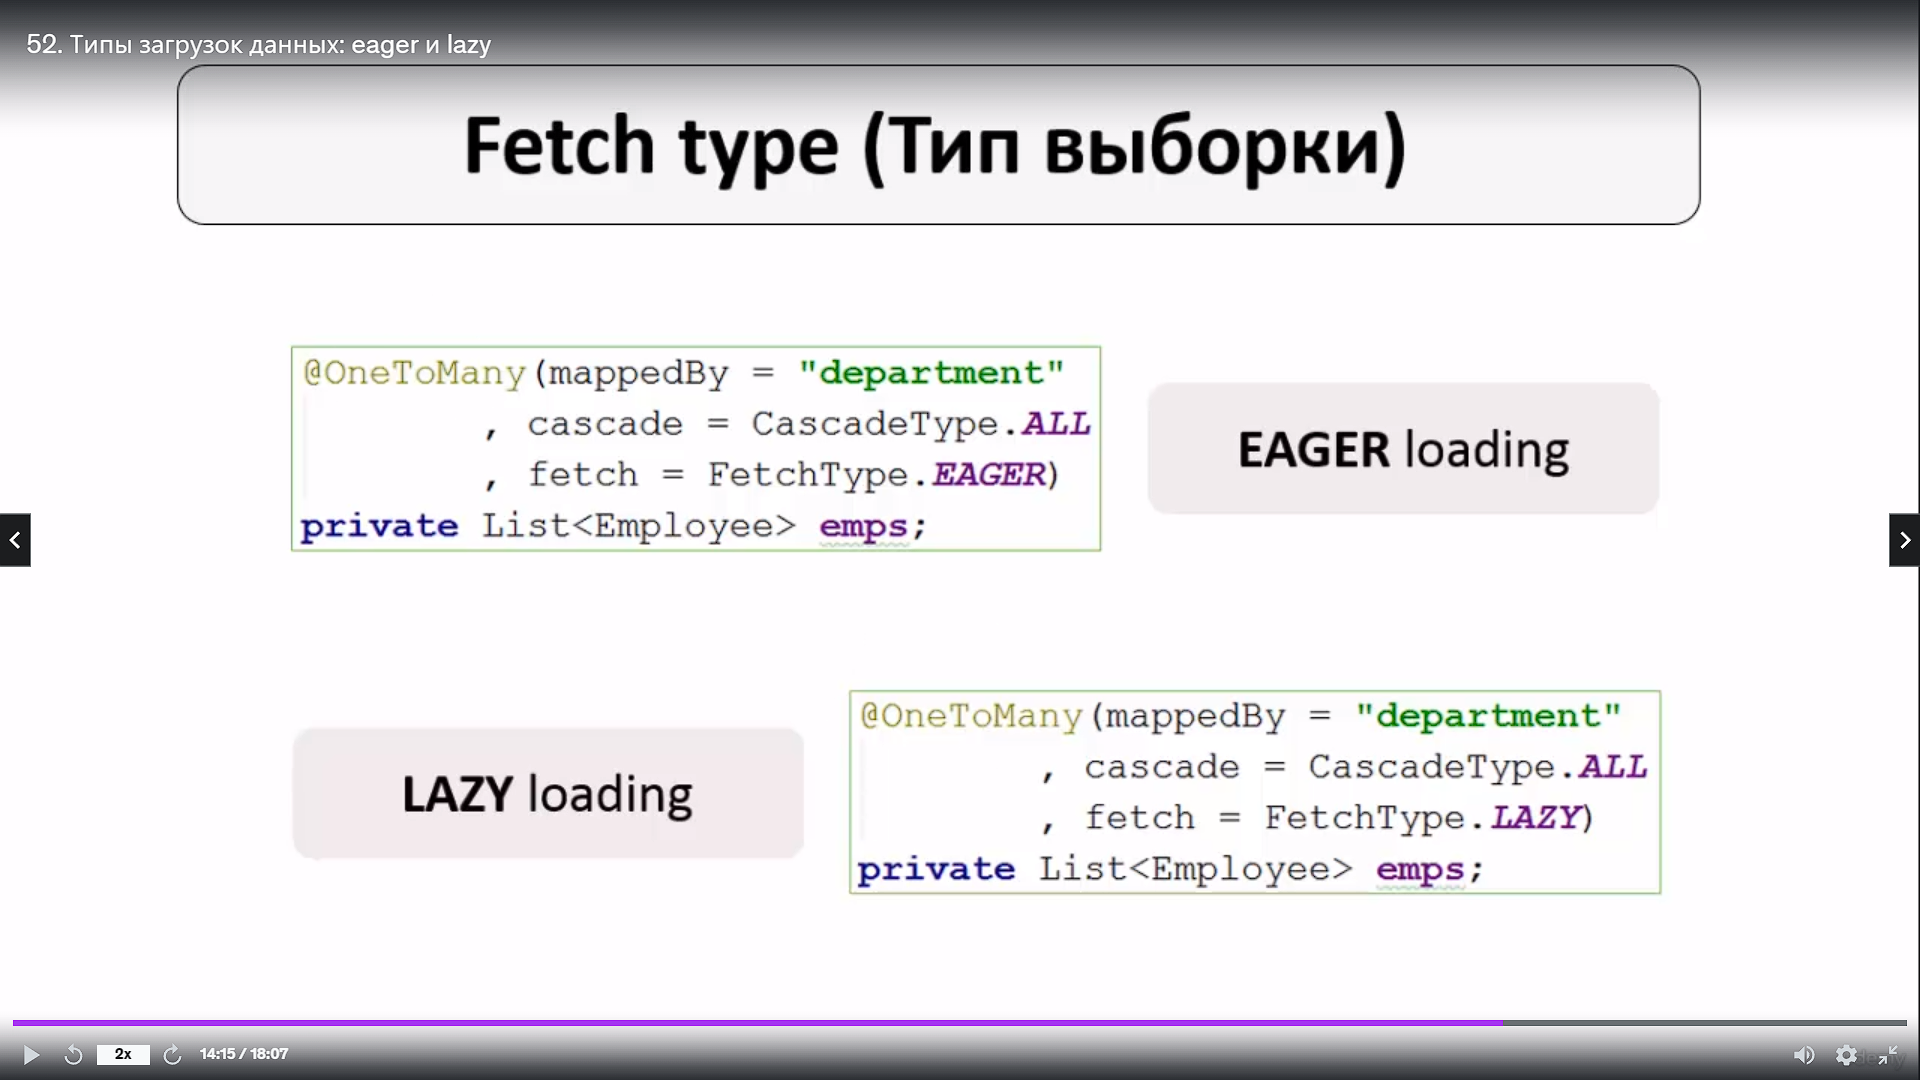 52. Типы загрузок данных: eager и lazy
Fetch type (Тип выборки)
@OneToMany(mappedBy = "department"
, cascade = CascadeType.ALL
, fetch = FetchType.EAGER)
private List<Employee> emps;
EAGER loading
LAZY loading
@OneToMany(mappedBy = "department"
, cascade = CascadeType.ALL
, fetch = FetchType.LAZY)
private List<Employee> emps;
2x
14:15 / 18:07